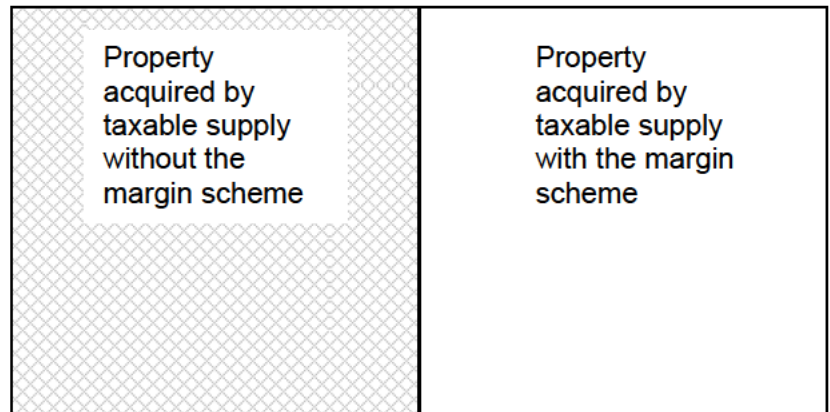 Property
acquired by
taxable supply
without the
margin scheme
Property
acquired by
taxable supply
with the margin
scheme